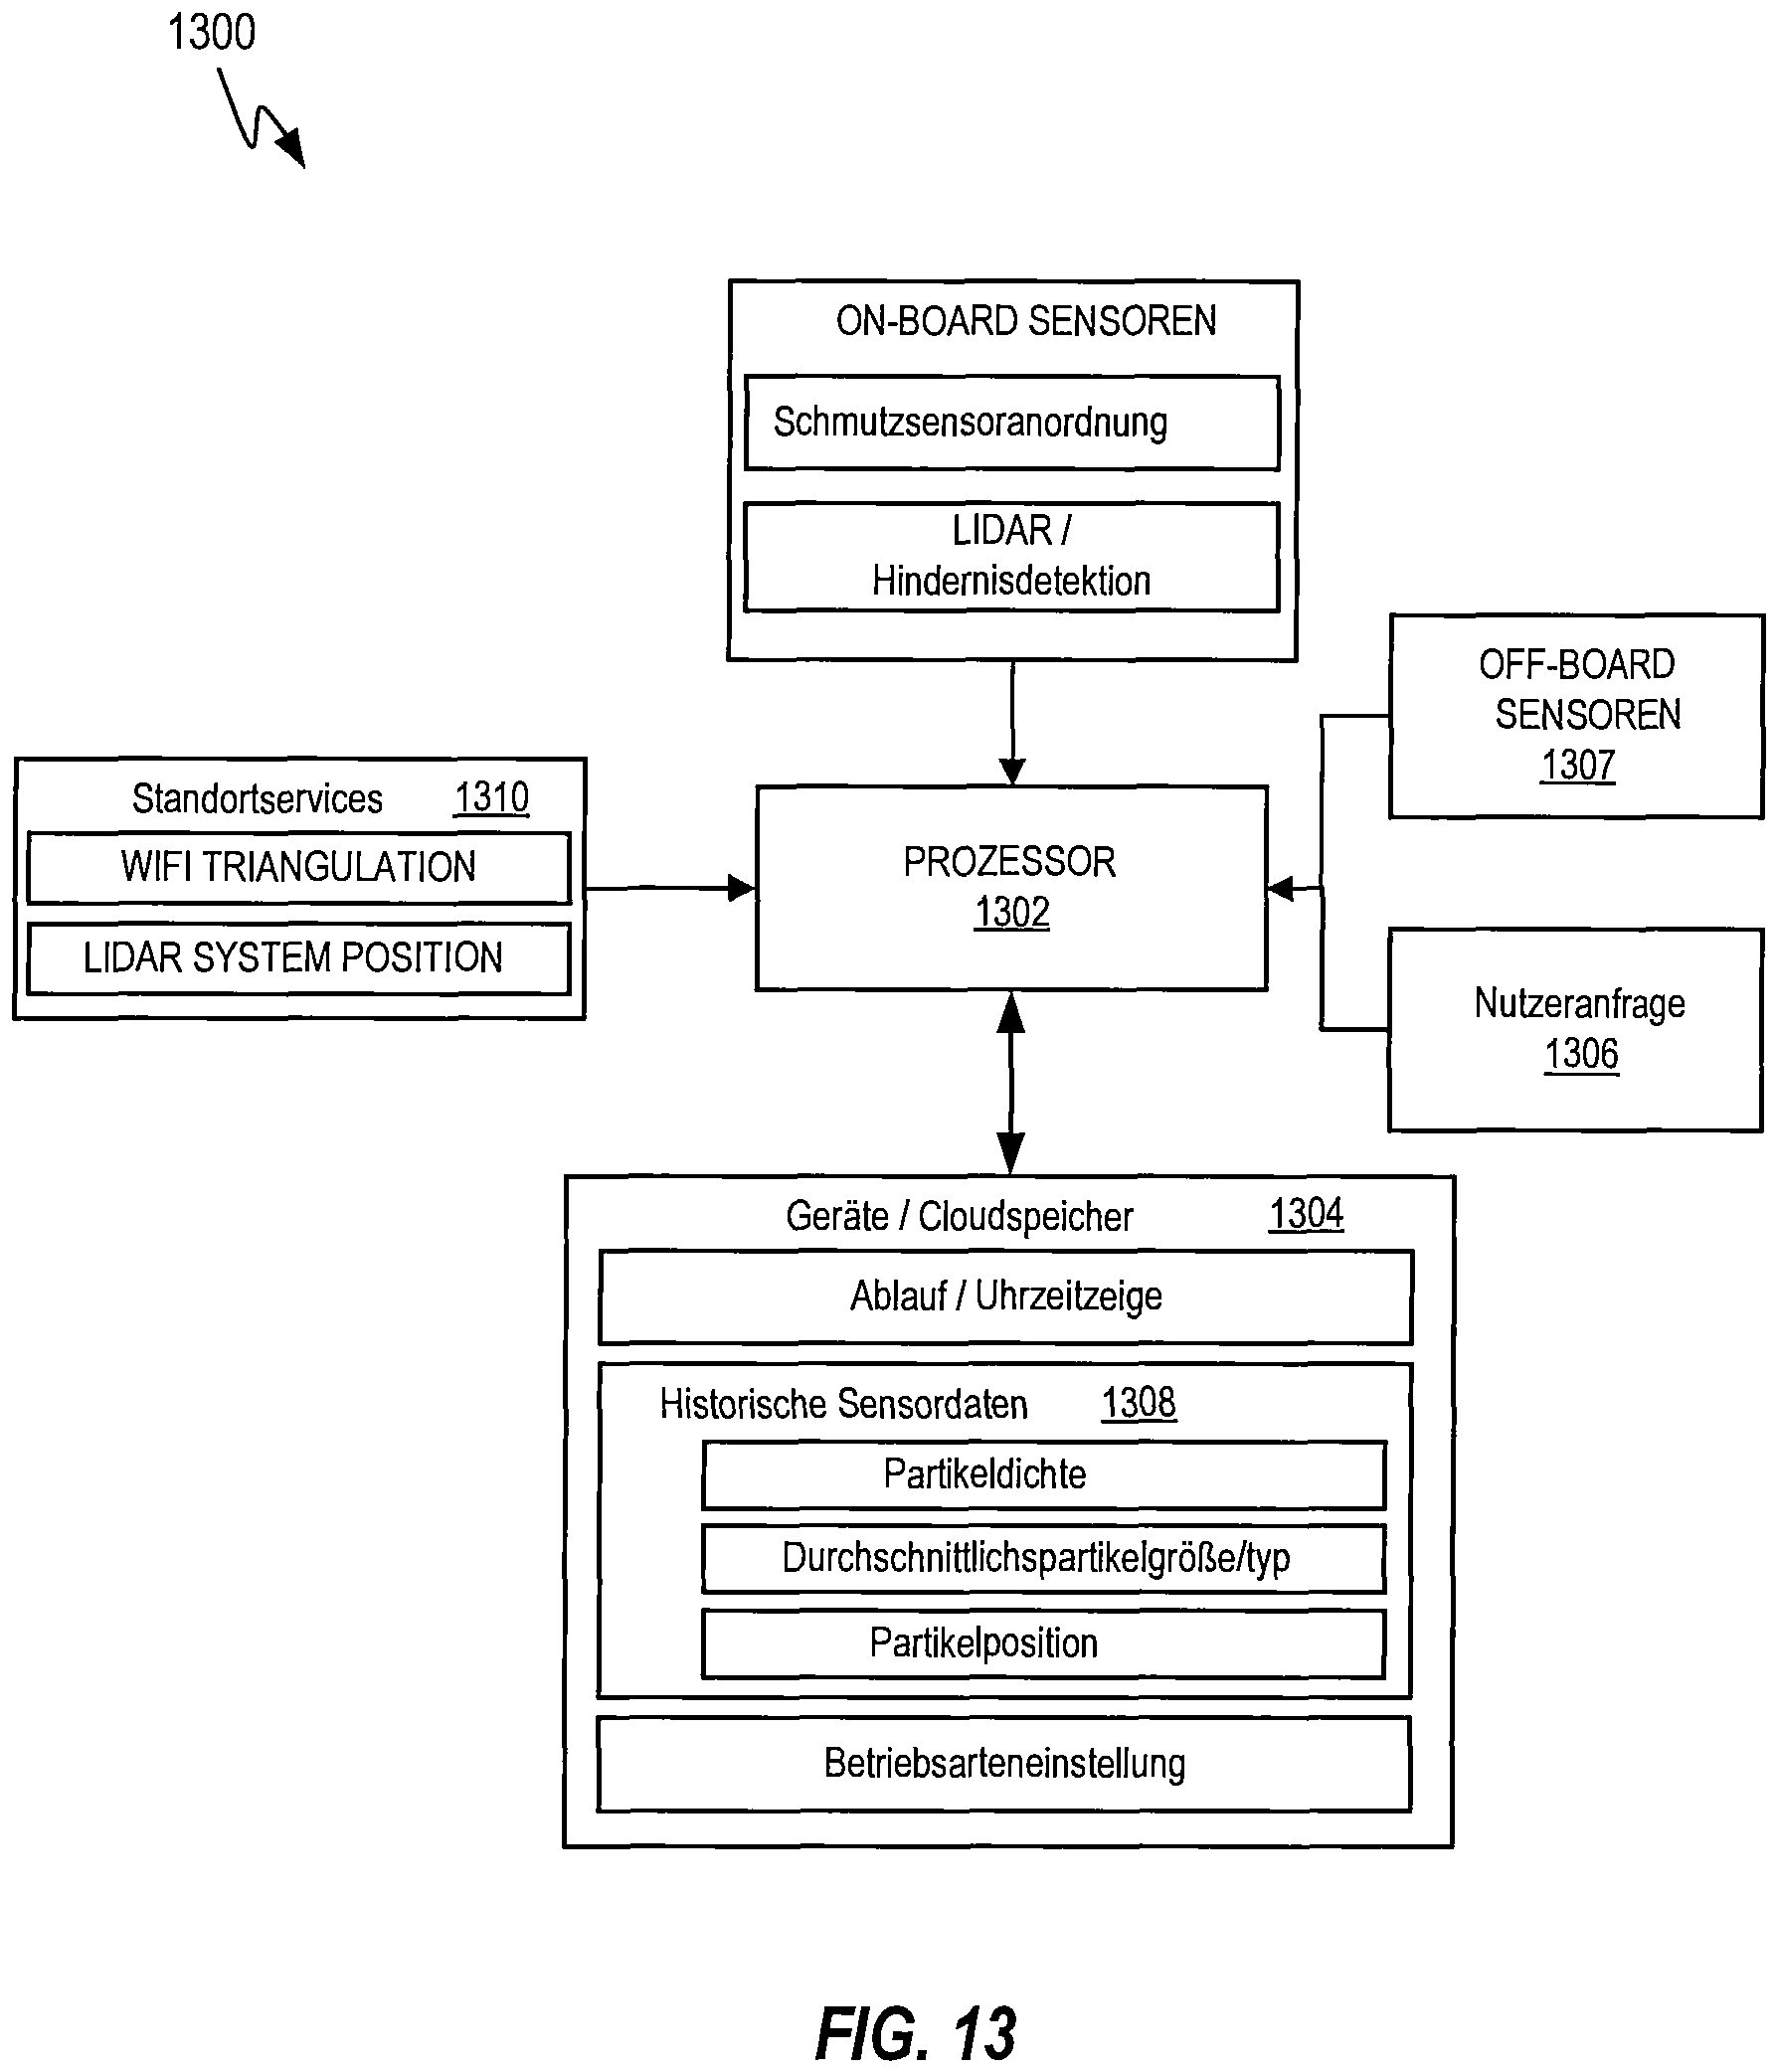 1300
ON-BOARD SENSOREN
Schmutzsensoranordnung
LIDAR /
Hindernisdetektion
OFF-BOARD
SENSOREN
1307
Standortservices 1310
WIFI TRIANGULATION
LIDAR SYSTEM POSITION
PROZESSOR
1302
Nutzeranfrage
1306
Geräte / Cloudspeicher 1304
Ablauf / Uhrzeitzeige
Historische Sensordaten 1308
Partikeldichte
Durchschnittlichspartikelgröße/typ
Partikelposition
Betriebsarteneinstellung
FIG. 13